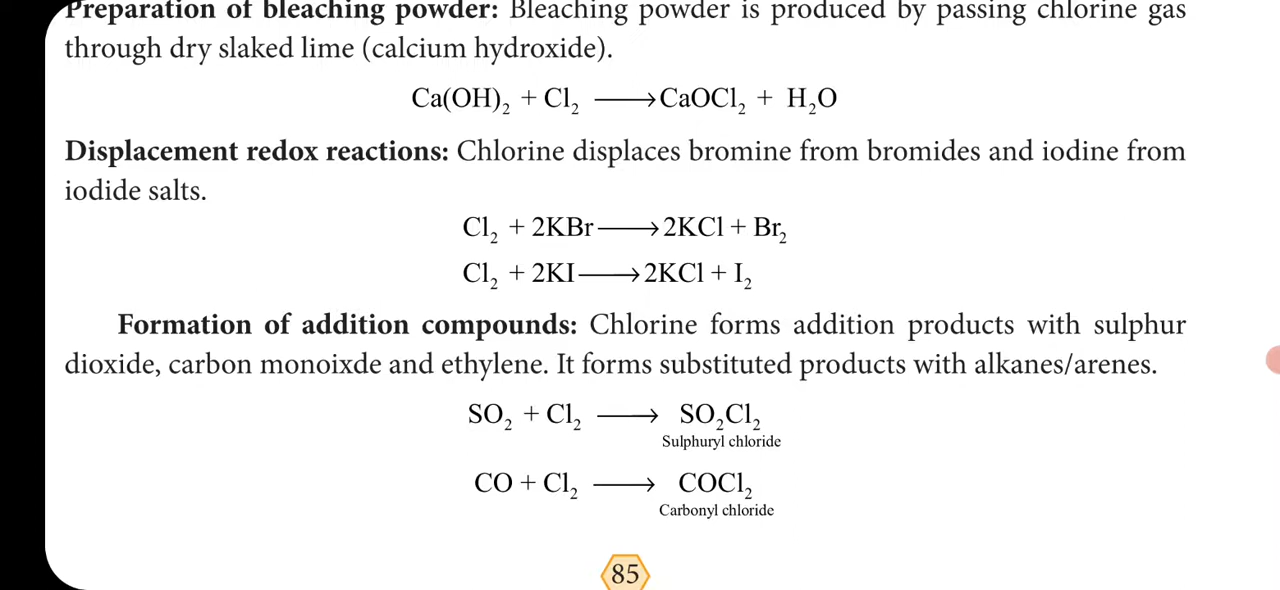 Preparation of bleaching powder: Bleaching powder is produced by passing chlorine gas
through dry slaked lime (calcium hydroxide).
Ca(OH)₂ + Cl₂ ⟶ CaOCl₂ + H₂O
Displacement redox reactions: Chlorine displaces bromine from bromides and iodine from
iodide salts.
Cl₂ + 2KBr ⟶ 2KCl + Br₂
Cl₂ + 2KI ⟶ 2KCl + I₂
Formation of addition compounds: Chlorine forms addition products with sulphur
dioxide, carbon monoixde and ethylene. It forms substituted products with alkanes/arenes.
SO₂ + Cl₂ ⟶ SO₂Cl₂
Sulphuryl chloride
CO + Cl₂ ⟶ COCl₂
Carbonyl chloride
85